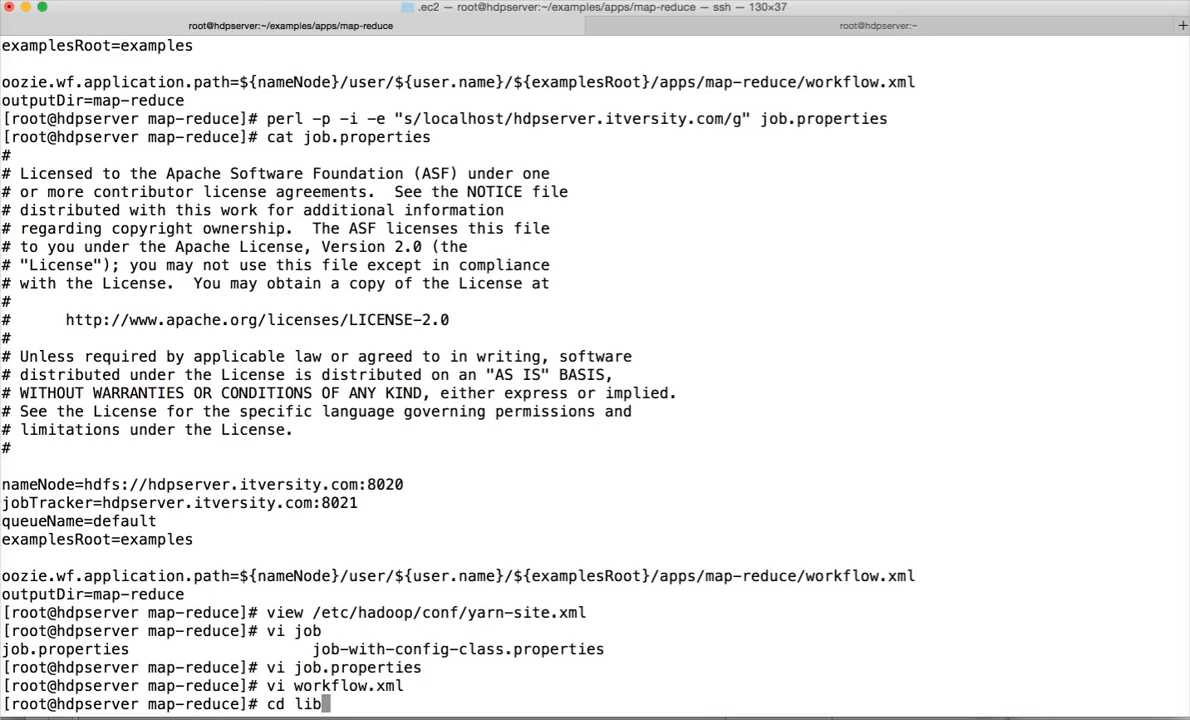 .ec2 — root@hdpserver:~/examples/apps/map-reduce — ssh — 130×37
root@hdpserver:~/examples/apps/map-reduce
root@hdpserver:~
+
examplesRoot=examples
oozie.wf.application.path=${nameNode}/user/${user.name}/${examplesRoot}/apps/map-reduce/workflow.xml
outputDir=map-reduce
[root@hdpserver map-reduce]# perl -p -i -e "s/localhost/hdpserver.itversity.com/g" job.properties
[root@hdpserver map-reduce]# cat job.properties
#
# Licensed to the Apache Software Foundation (ASF) under one
# or more contributor license agreements.  See the NOTICE file
# distributed with this work for additional information
# regarding copyright ownership.  The ASF licenses this file
# to you under the Apache License, Version 2.0 (the
# "License"); you may not use this file except in compliance
# with the License.  You may obtain a copy of the License at
#
#      http://www.apache.org/licenses/LICENSE-2.0
#
# Unless required by applicable law or agreed to in writing, software
# distributed under the License is distributed on an "AS IS" BASIS,
# WITHOUT WARRANTIES OR CONDITIONS OF ANY KIND, either express or implied.
# See the License for the specific language governing permissions and
# limitations under the License.
#
nameNode=hdfs://hdpserver.itversity.com:8020
jobTracker=hdpserver.itversity.com:8021
queueName=default
examplesRoot=examples
oozie.wf.application.path=${nameNode}/user/${user.name}/${examplesRoot}/apps/map-reduce/workflow.xml
outputDir=map-reduce
[root@hdpserver map-reduce]# view /etc/hadoop/conf/yarn-site.xml
[root@hdpserver map-reduce]# vi job
job.properties                    job-with-config-class.properties
[root@hdpserver map-reduce]# vi job.properties
[root@hdpserver map-reduce]# vi workflow.xml
[root@hdpserver map-reduce]# cd lib